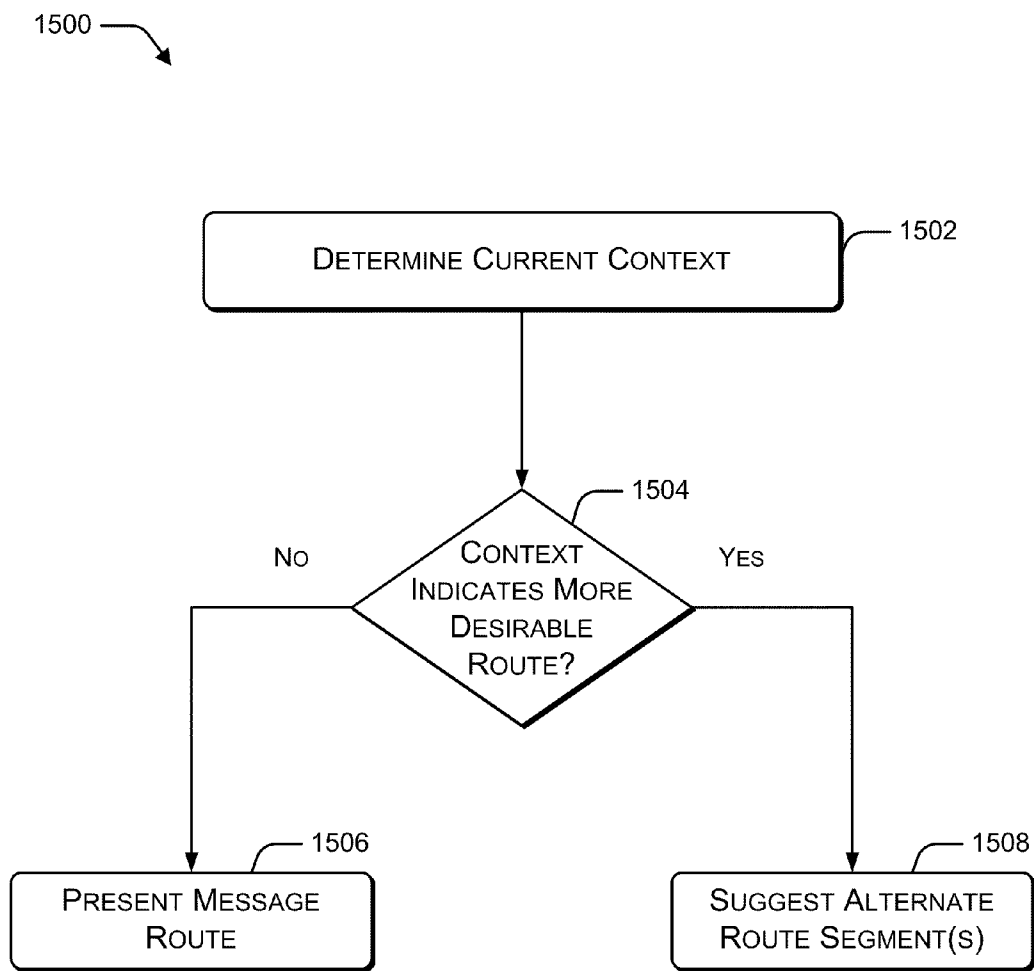 1500
DETERMINE CURRENT CONTEXT
1502
1504
NO
CONTEXT
INDICATES MORE
DESIRABLE
ROUTE?
YES
1506
PRESENT MESSAGE
ROUTE
1508
SUGGEST ALTERNATE
ROUTE SEGMENT(S)